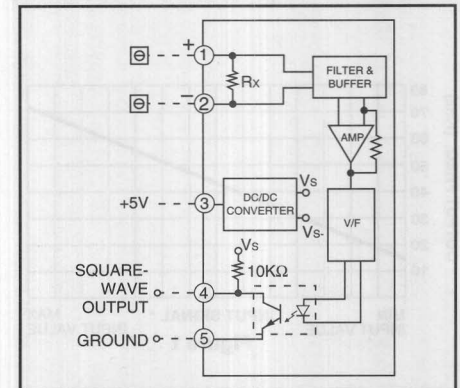 ⊖ + 1
Rx
FILTER &
BUFFER
⊖ − 2
AMP
+5V 3
DC/DC
CONVERTER
Vs
Vs-
V/F
Vs
10KΩ
SQUARE-
WAVE
OUTPUT
4
GROUND 5